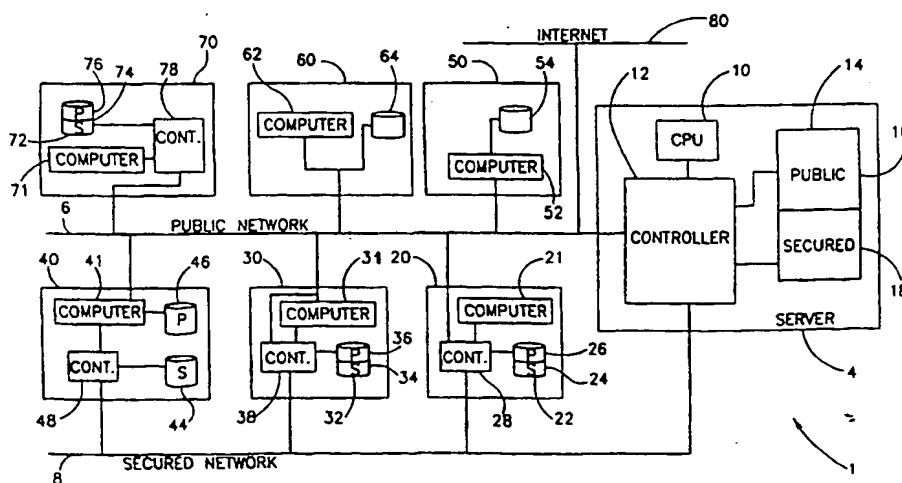 INTERNET
80
76 74 78 70
62 60 64
50 54
12 10 14
P
S
CONT.
COMPUTER
72
71
COMPUTER
COMPUTER
52
CPU
PUBLIC
SECURED
CONTROLLER
18
SERVER
4
6
PUBLIC NETWORK
40 41 46
30 31
20 21
COMPUTER
P
CONT.
S
48
44
COMPUTER
CONT.
P
S
36
34
38
32
COMPUTER
CONT.
P
S
26
24
28
22
8
SECURED NETWORK
1